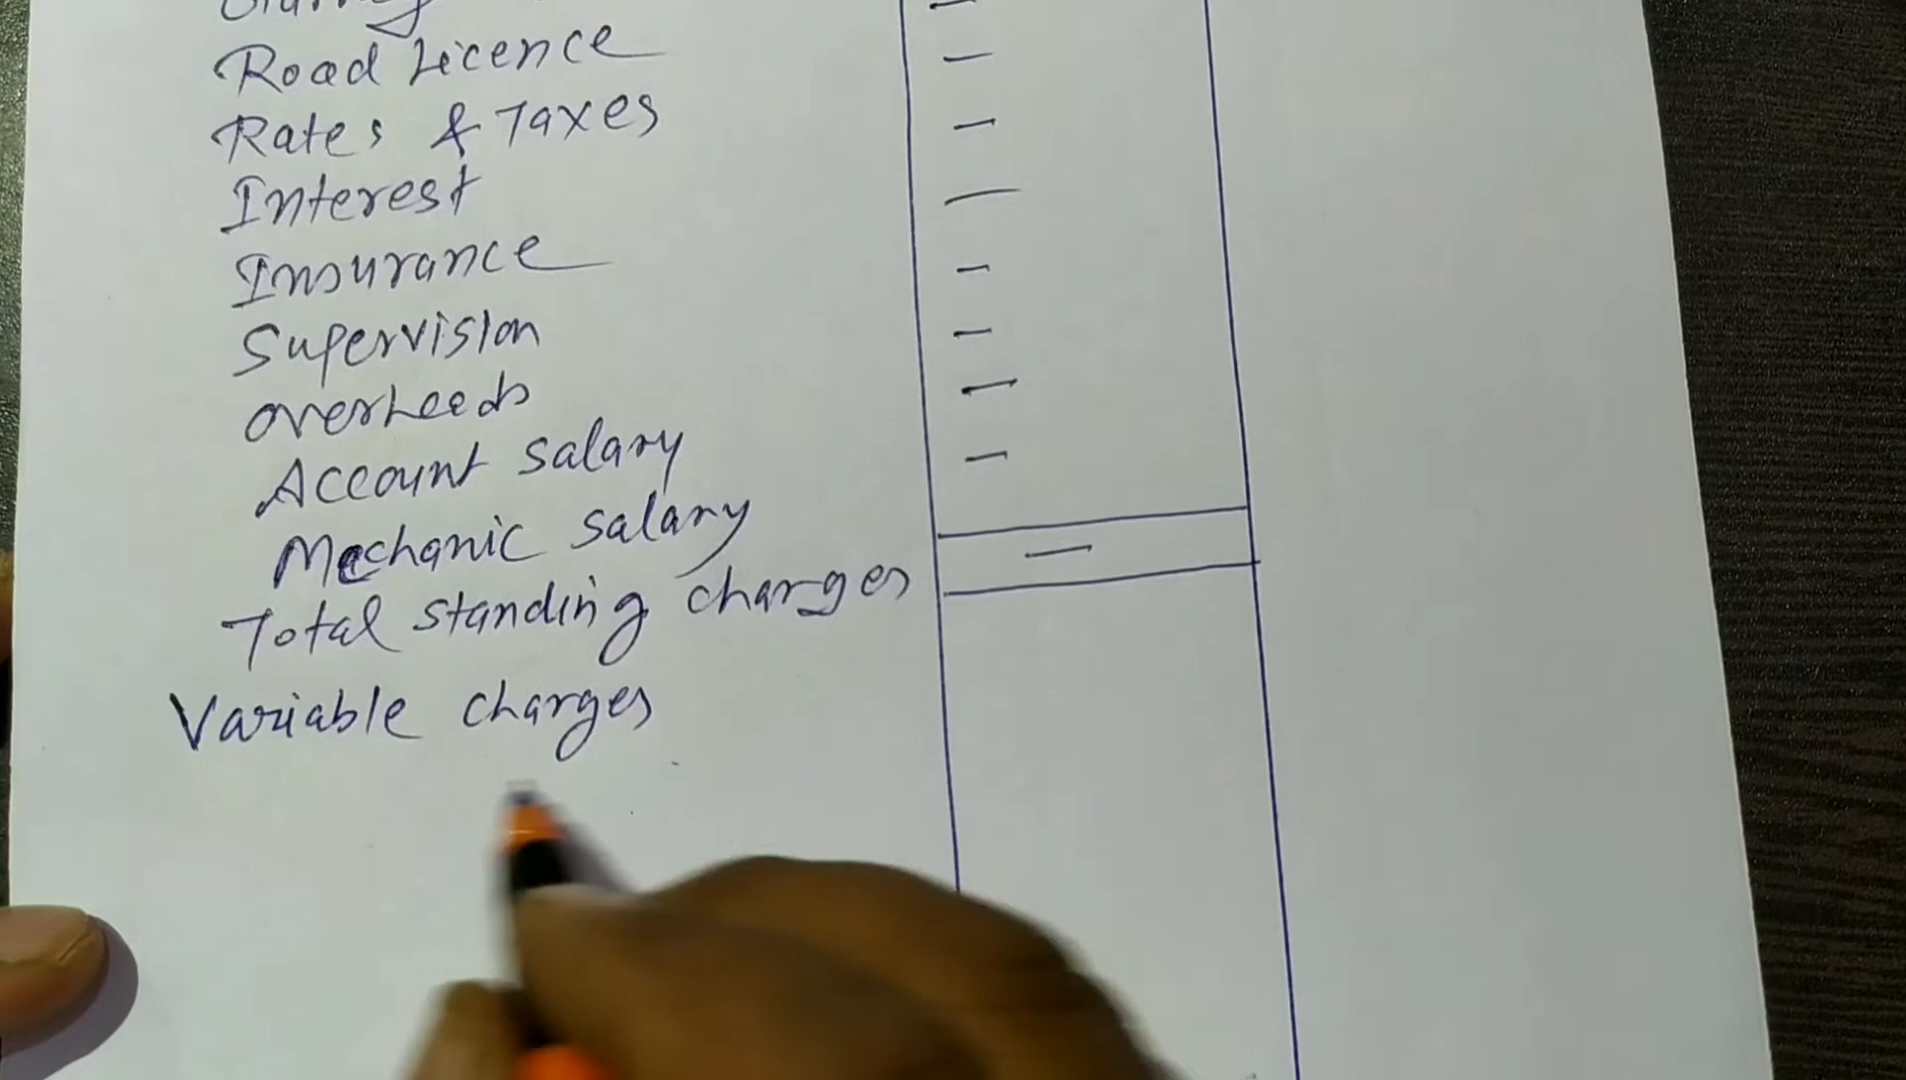 Road Licence
Rates & Taxes
Interest
Insurance
Supervision
overheads
Account salary
Mechanic salary
Total standing charges
Variable charges